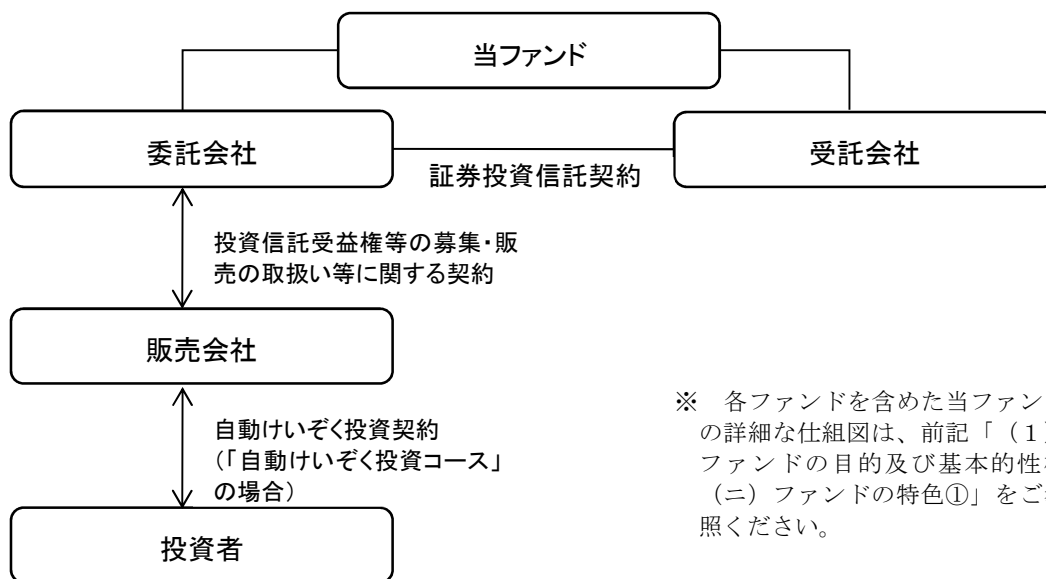 当ファンド
委託会社
受託会社
証券投資信託契約
投資信託受益権等の募集・販
売の取扱い等に関する契約
販売会社
自動けいぞく投資契約
(「自動けいぞく投資コース」
の場合)
投資者
※ 各ファンドを含めた当ファン
の詳細な仕組図は、前記「(1)
ファンドの目的及び基本的性
(ニ)ファンドの特色①」をご
照ください。